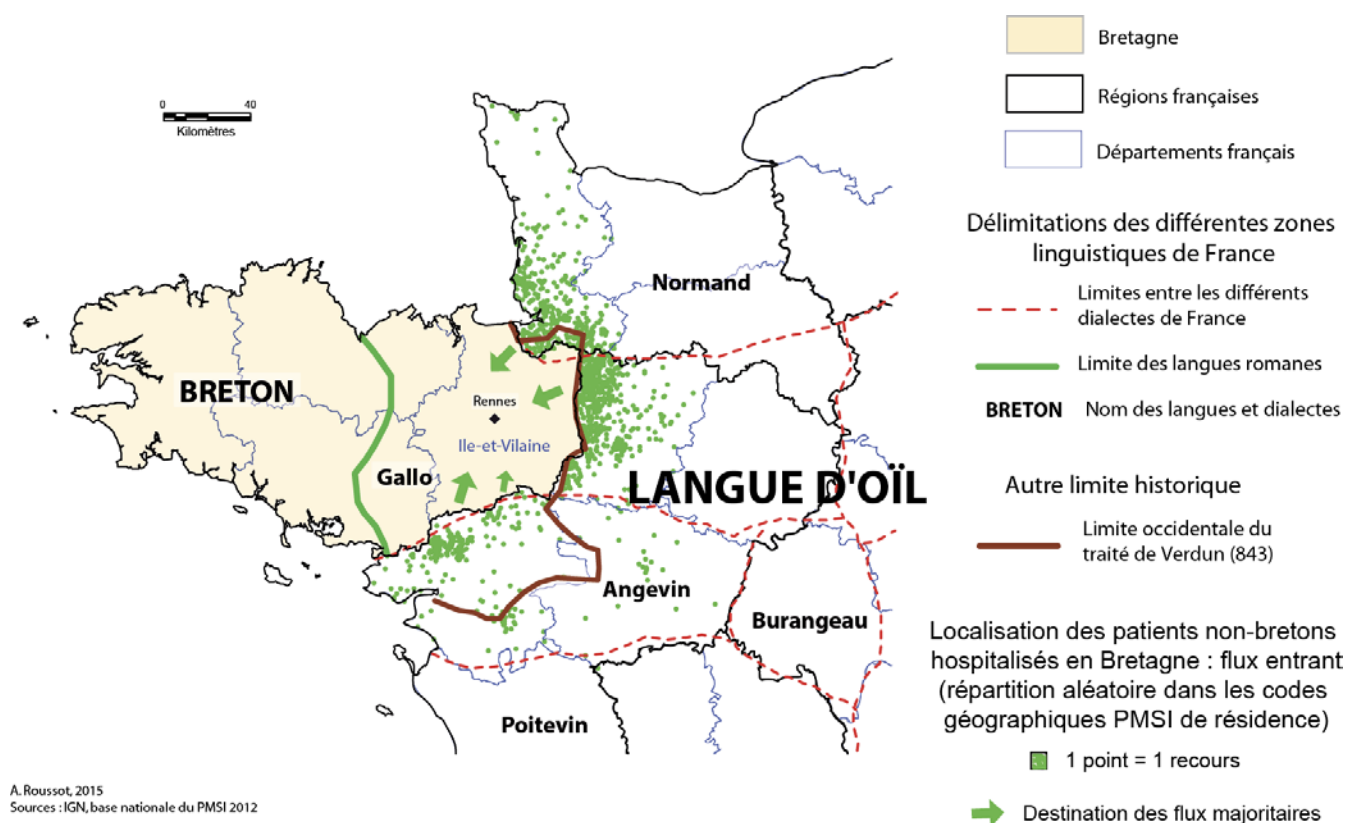 Bretagne
Régions françaises
Départements français
Délimitations des différentes zones
linguistiques de France
Limites entre les différents
dialectes de France
Limite des langues romanes
BRETON
Nom des langues et dialectes
Autre limite historique
Limite occidentale du
traité de Verdun (843)
Localisation des patients non-bretons
hospitalisés en Bretagne : flux entrant
(répartition aléatoire dans les codes
géographiques PMSI de résidence)
1 point = 1 recours
Destination des flux majoritaires
0 40
Kilomètres
Normand
BRETON
Rennes
Ile-et-Vilaine
Gallo
LANGUE D'OÏL
Angevin
Burangeau
Poitevin
A. Roussot, 2015
Sources : IGN, base nationale du PMSI 2012